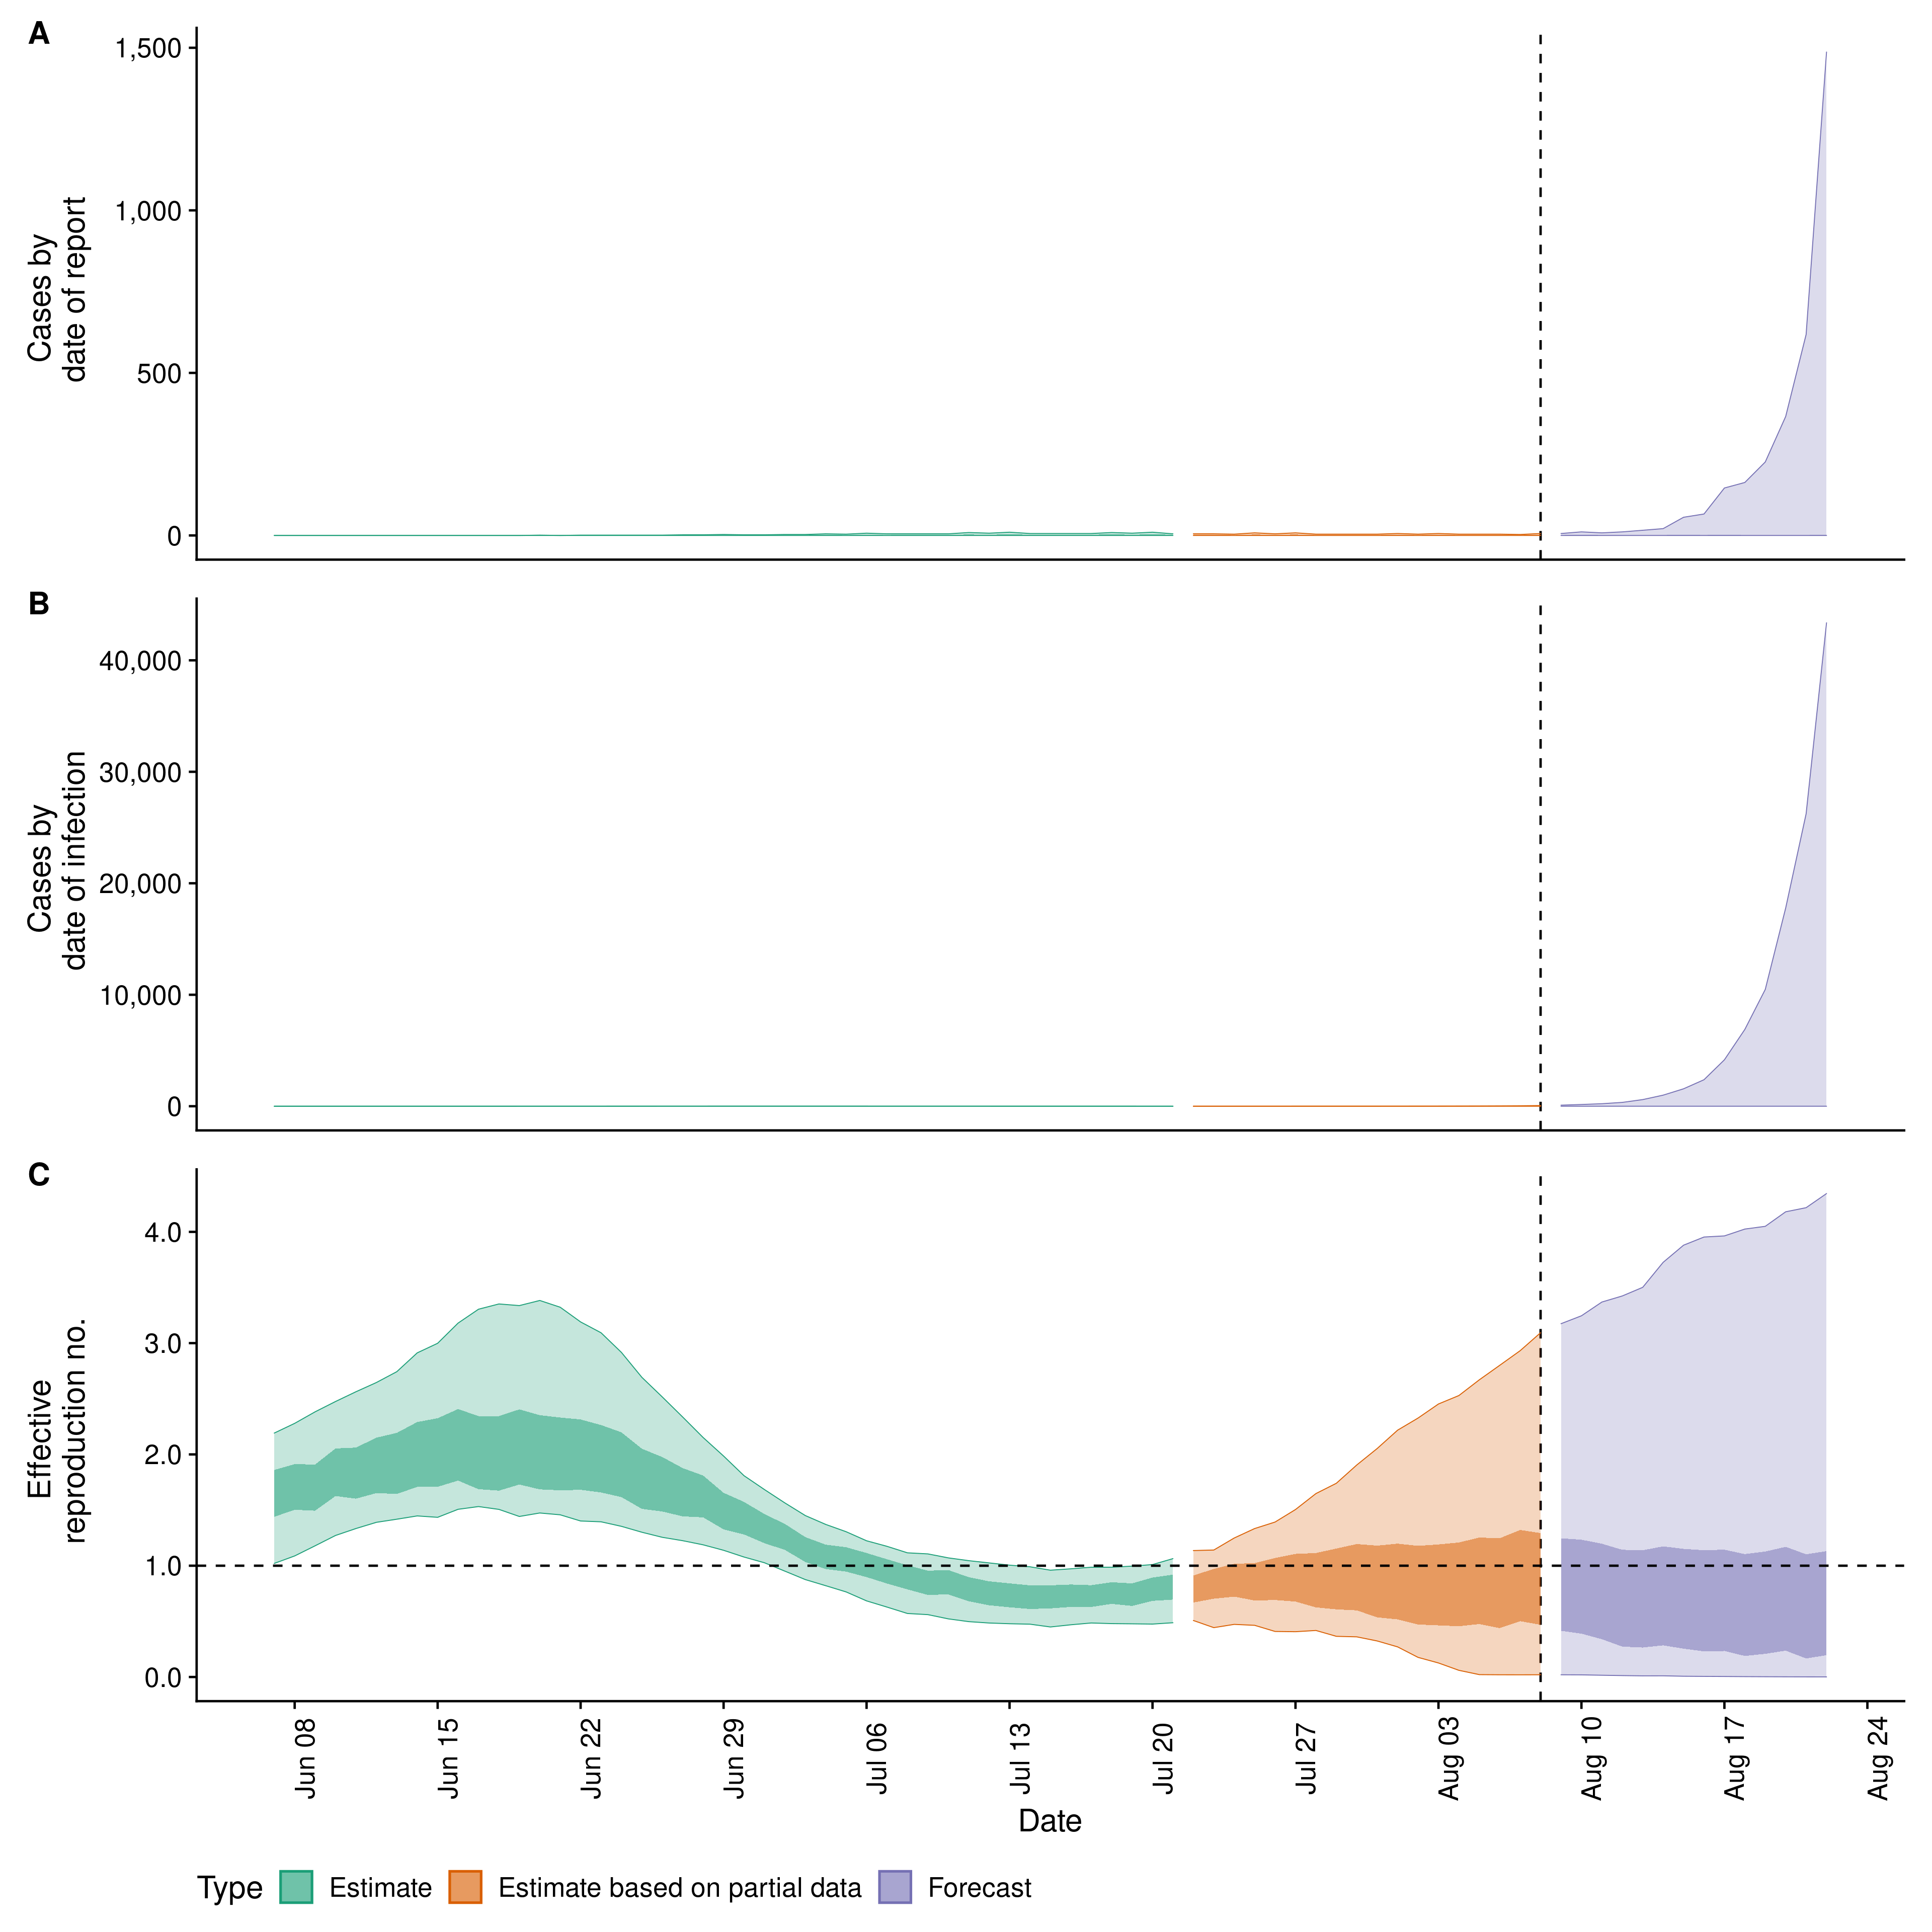 A
Cases by
date of report
1,500
1,000
500
0
B
Cases by
date of infection
40,000
30,000
20,000
10,000
0
C
Effective
reproduction no.
4.0
3.0
2.0
1.0
0.0
Jun 08
Jun 15
Jun 22
Jun 29
Jul 06
Jul 13
Jul 20
Jul 27
Aug 03
Aug 10
Aug 17
Aug 24
Date
Type Estimate Estimate based on partial data Forecast